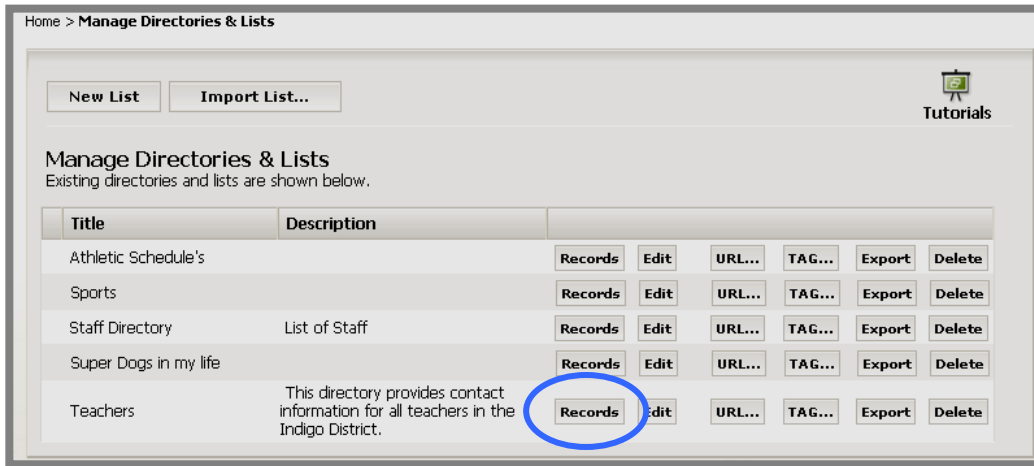 Home > Manage Directories & Lists
New List Import List... Tutorials
Manage Directories & Lists
Existing directories and lists are shown below.
Title Description
Athletic Schedule's Records Edit URL... TAG... Export Delete
Sports Records Edit URL... TAG... Export Delete
Staff Directory List of Staff Records Edit URL... TAG... Export Delete
Super Dogs in my life Records Edit URL... TAG... Export Delete
This directory provides contact
Teachers information for all teachers in the Records Edit URL... TAG... Export Delete
Indigo District.